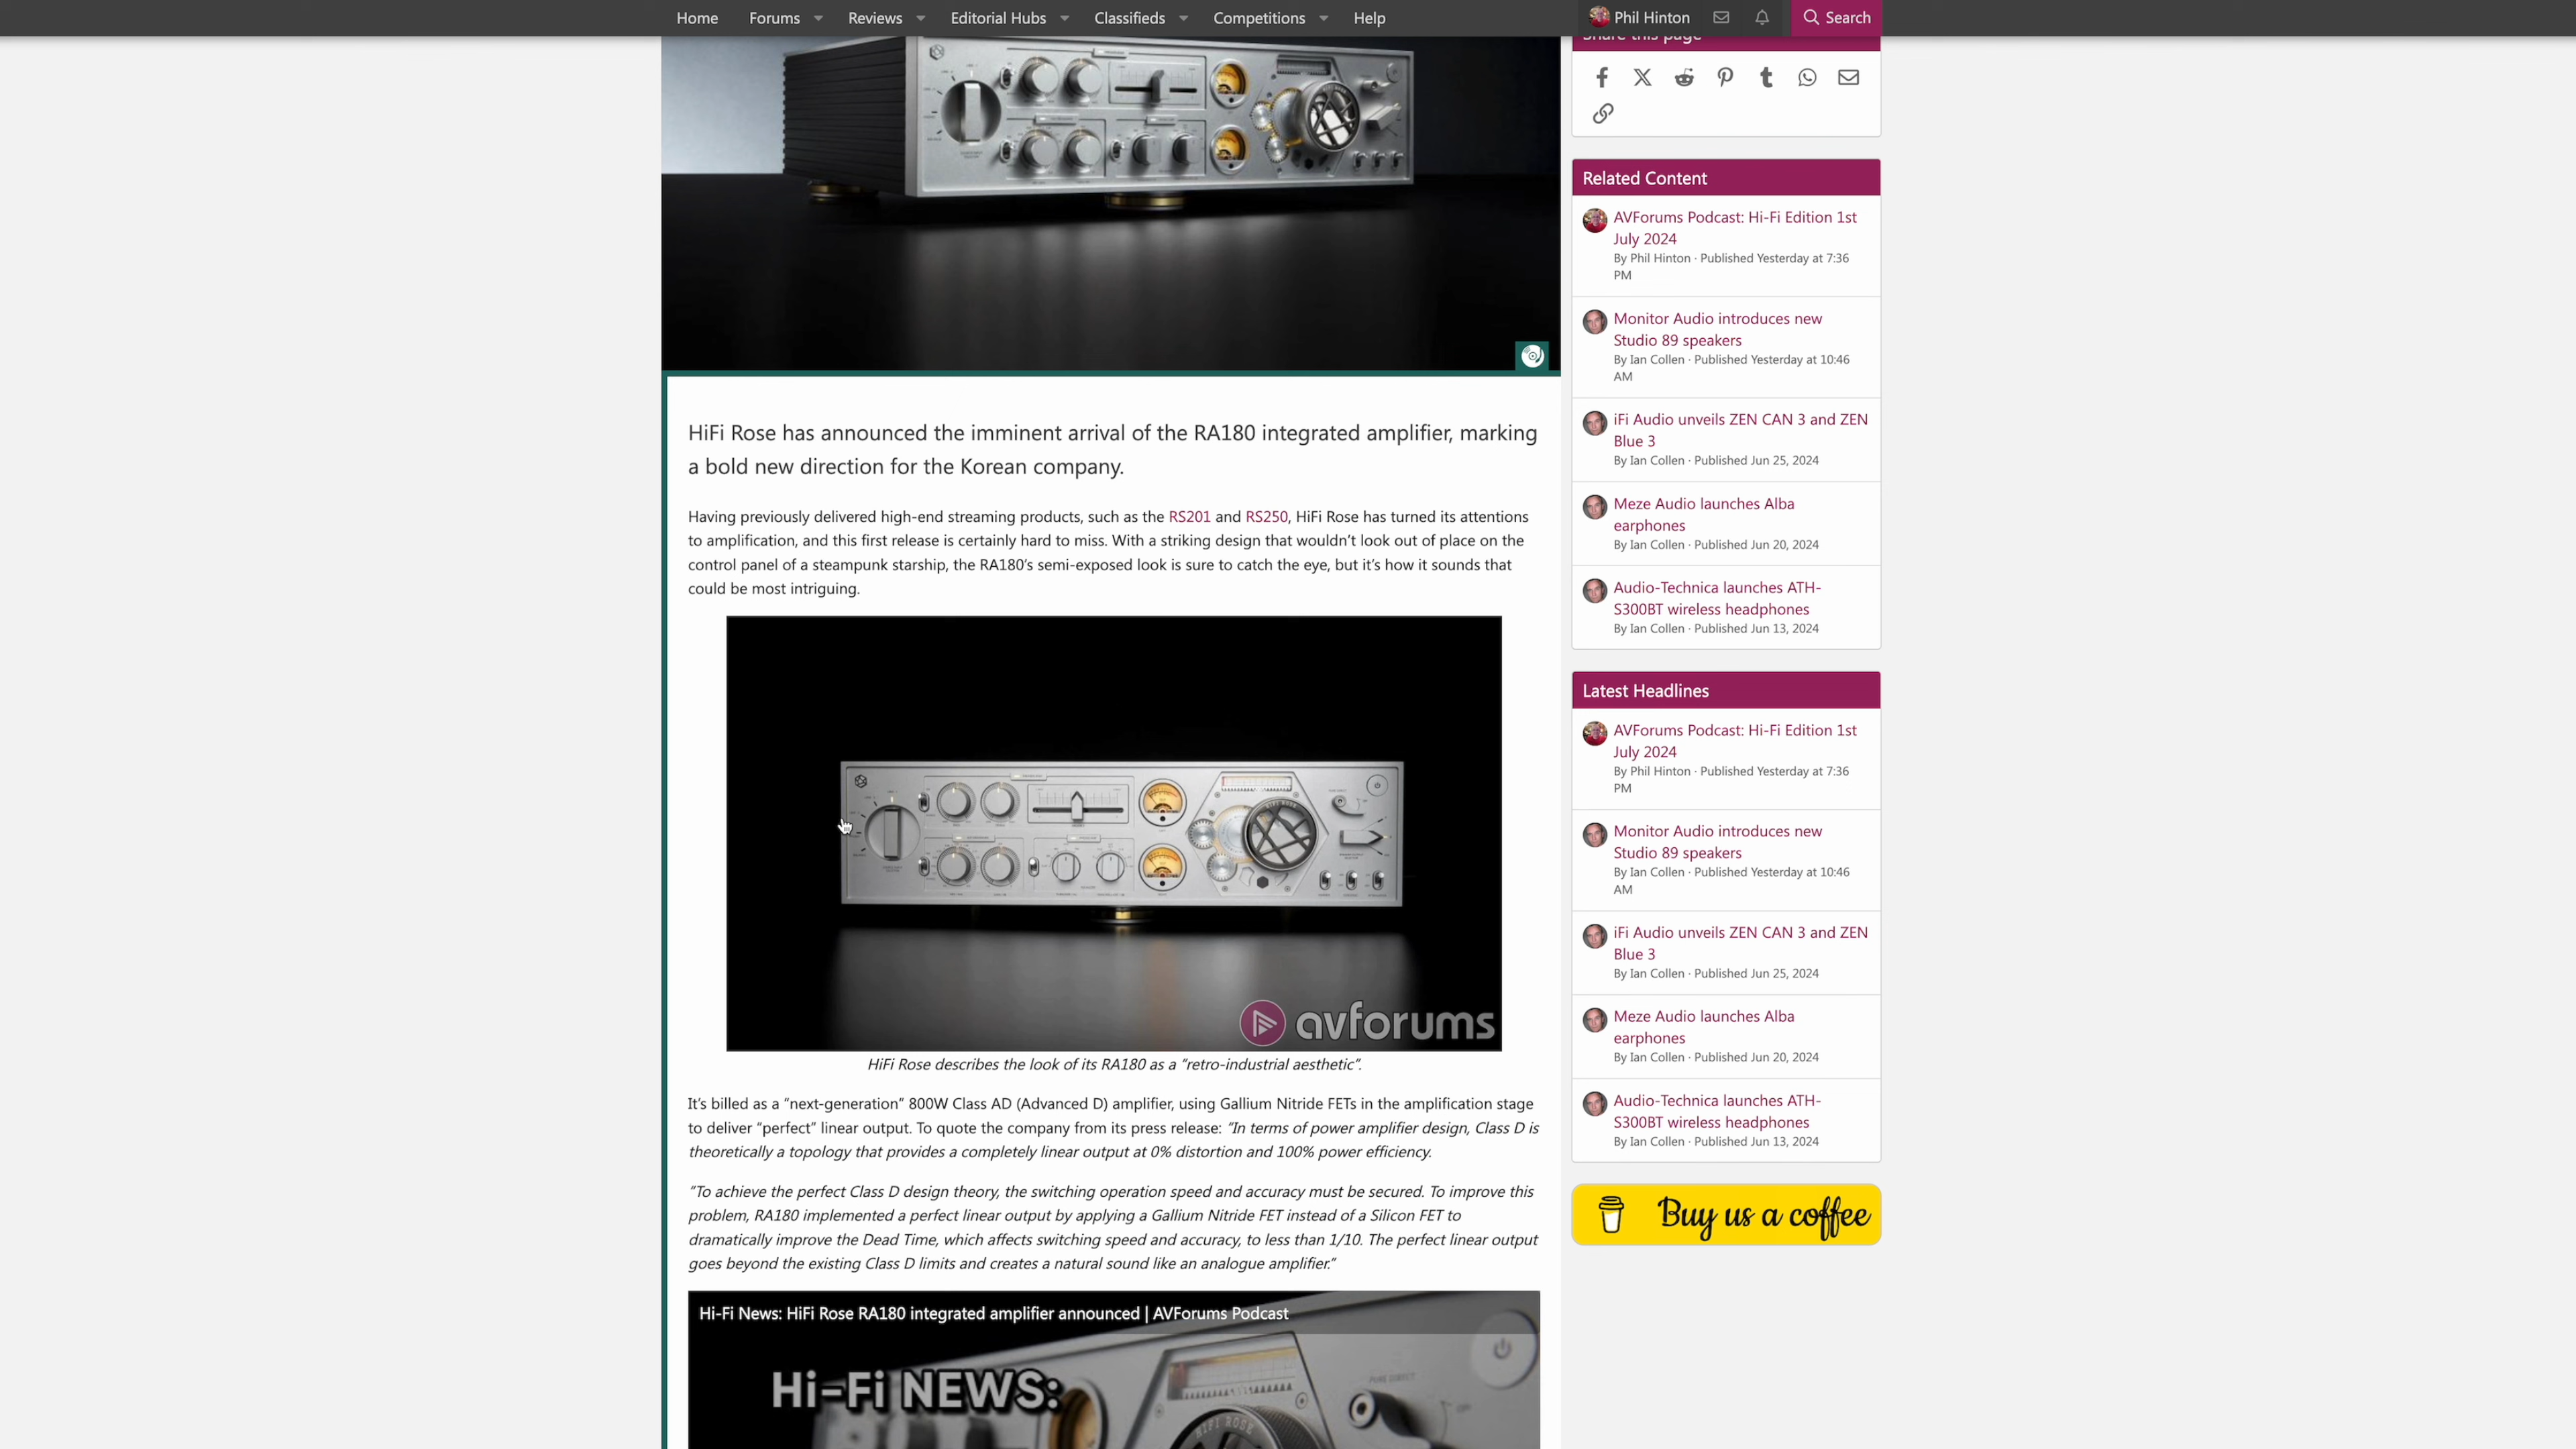 Home
Forums
Reviews
Editorial Hubs
Classifieds
Competitions
Help
Phil Hinton
Search
Share this page
HiFi Rose has announced the imminent arrival of the RA180 integrated amplifier, marking
a bold new direction for the Korean company.
Having previously delivered high-end streaming products, such as the RS201 and RS250, HiFi Rose has turned its attentions
to amplification, and this first release is certainly hard to miss. With a striking design that wouldn’t look out of place on the
control panel of a steampunk starship, the RA180’s semi-exposed look is sure to catch the eye, but it’s how it sounds that
could be most intriguing.
avforums
HiFi Rose describes the look of its RA180 as a “retro-industrial aesthetic”.
It’s billed as a “next-generation” 800W Class AD (Advanced D) amplifier, using Gallium Nitride FETs in the amplification stage
to deliver “perfect” linear output. To quote the company from its press release: “In terms of power amplifier design, Class D is
theoretically a topology that provides a completely linear output at 0% distortion and 100% power efficiency.
“To achieve the perfect Class D design theory, the switching operation speed and accuracy must be secured. To improve this
problem, RA180 implemented a perfect linear output by applying a Gallium Nitride FET instead of a Silicon FET to
dramatically improve the Dead Time, which affects switching speed and accuracy, to less than 1/10. The perfect linear output
goes beyond the existing Class D limits and creates a natural sound like an analogue amplifier.”
Hi-Fi News: HiFi Rose RA180 integrated amplifier announced | AVForums Podcast
Hi-Fi NEWS:
PURE DIRECT
HIFI ROSE
Related Content
AVForums Podcast: Hi-Fi Edition 1st
July 2024
By Phil Hinton · Published Yesterday at 7:36
PM
Monitor Audio introduces new
Studio 89 speakers
By Ian Collen · Published Yesterday at 10:46
AM
iFi Audio unveils ZEN CAN 3 and ZEN
Blue 3
By Ian Collen · Published Jun 25, 2024
Meze Audio launches Alba
earphones
By Ian Collen · Published Jun 20, 2024
Audio-Technica launches ATH-
S300BT wireless headphones
By Ian Collen · Published Jun 13, 2024
Latest Headlines
AVForums Podcast: Hi-Fi Edition 1st
July 2024
By Phil Hinton · Published Yesterday at 7:36
PM
Monitor Audio introduces new
Studio 89 speakers
By Ian Collen · Published Yesterday at 10:46
AM
iFi Audio unveils ZEN CAN 3 and ZEN
Blue 3
By Ian Collen · Published Jun 25, 2024
Meze Audio launches Alba
earphones
By Ian Collen · Published Jun 20, 2024
Audio-Technica launches ATH-
S300BT wireless headphones
By Ian Collen · Published Jun 13, 2024
Buy us a coffee